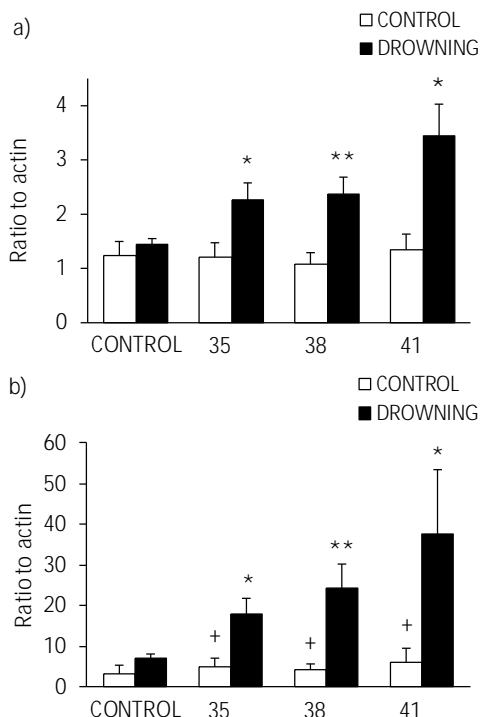 a)
CONTROL
DROWNING
Ratio to actin
4
3
2
1
0
*
**
*
CONTROL 35 38 41
b)
CONTROL
DROWNING
Ratio to actin
60
50
40
30
20
10
0
+ * + ** + *
CONTROL 35 38 41